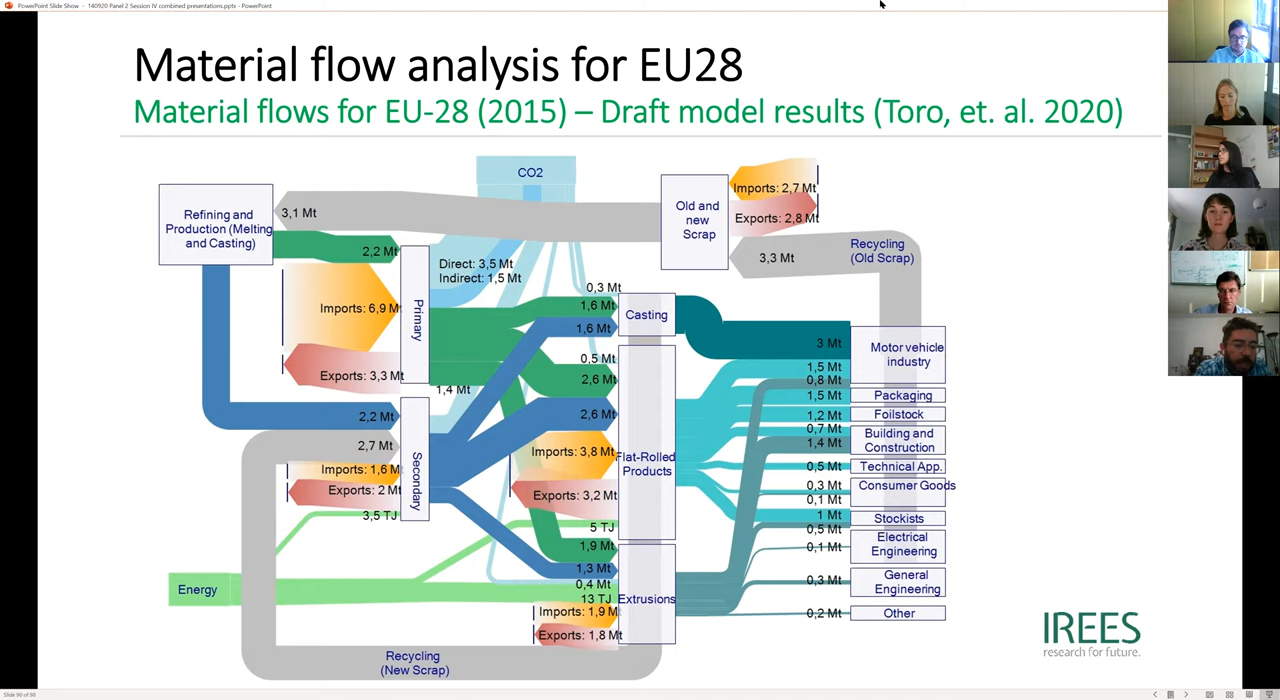 PowerPoint Slide Show - 140920 Panel 2 Session IV combined presentations.pptx - PowerPoint
Material flow analysis for EU28
Material flows for EU-28 (2015) – Draft model results (Toro, et. al. 2020)
CO2
Refining and
Production (Melting
and Casting)
3,1 Mt
2,2 Mt
Imports: 6,9 M
Exports: 3,3 Mt
Primary
Direct: 3,5 Mt
Indirect: 1,5 Mt
1,4 Mt
2,2 Mt
2,7 Mt
Imports: 1,6 M
Exports: 2 Mt
3,5 TJ
Secondary
Energy
Old and
new
Scrap
Imports: 2,7 Mt
Exports: 2,8 Mt
3,3 Mt
Recycling
(Old Scrap)
0,3 Mt
1,6 Mt
1,6 Mt
Casting
0,5 Mt
2,6 Mt
2,6 Mt
Imports: 3,8 M
Exports: 3,2 Mt
Flat-Rolled
Products
5 TJ
1,9 Mt
1,3 Mt
0,4 Mt
13 TJ
Extrusions
Imports: 1,9 M
Exports: 1,8 Mt
Recycling
(New Scrap)
3 Mt
1,5 Mt
0,8 Mt
Motor vehicle
industry
1,5 Mt
Packaging
1,2 Mt
Foilstock
0,7 Mt
1,4 Mt
Building and
Construction
0,5 Mt
Technical App.
0,3 Mt
0,1 Mt
Consumer Goods
1 Mt
0,5 Mt
Stockists
0,1 Mt
Electrical
Engineering
0,3 Mt
General
Engineering
0,2 Mt
Other
IREES
research for future.
Slide 90 of 98